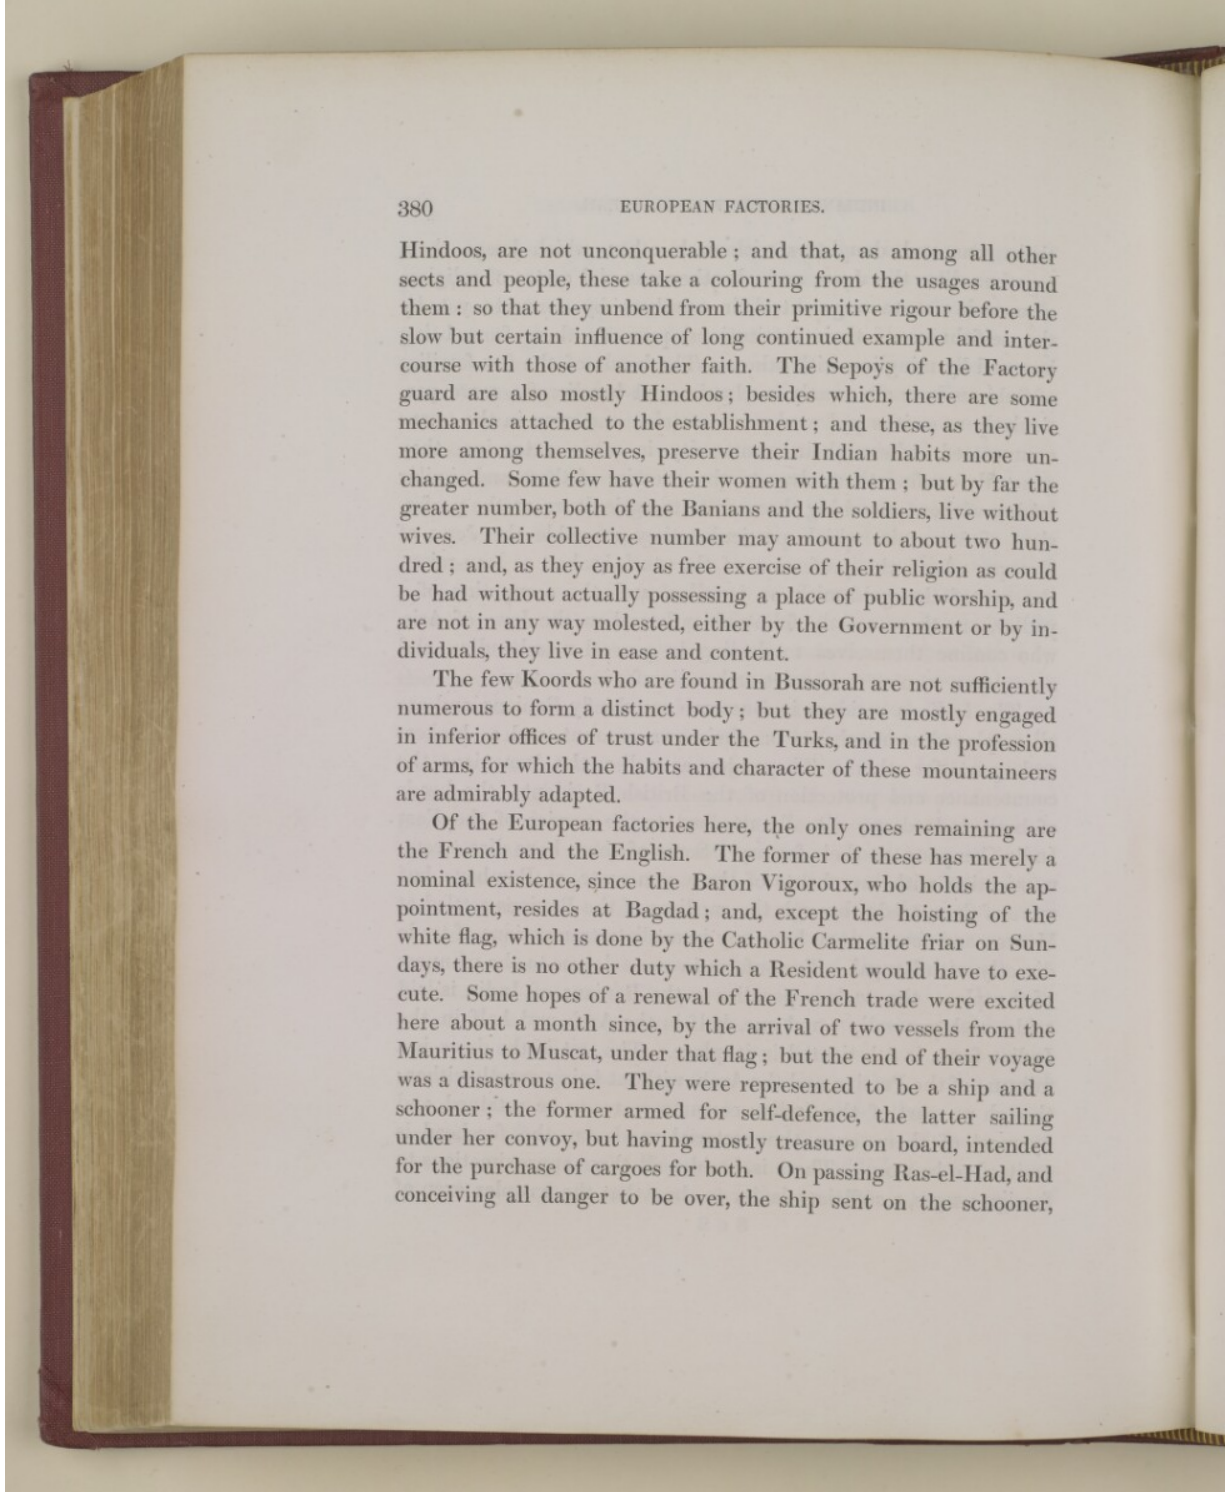 380
EUROPEAN FACTORIES.
Hindoos, are not unconquerable ; and that, as among all other
sects and people, these take a colouring from the usages around
them : so that they unbend from their primitive rigour before the
slow but certain influence of long continued example and inter-
course with those of another faith. The Sepoys of the Factory
guard are also mostly Hindoos ; besides which, there are some
mechanics attached to the establishment ; and these, as they live
more among themselves, preserve their Indian habits more un-
changed. Some few have their women with them ; but by far the
greater number, both of the Banians and the soldiers, live without
wives. Their collective number may amount to about two hun-
dred ; and, as they enjoy as free exercise of their religion as could
be had without actually possessing a place of public worship, and
are not in any way molested, either by the Government or by in-
dividuals, they live in ease and content.
The few Koords who are found in Bussorah are not sufficiently
numerous to form a distinct body ; but they are mostly engaged
in inferior offices of trust under the Turks, and in the profession
of arms, for which the habits and character of these mountaineers
are admirably adapted.
Of the European factories here, the only ones remaining are
the French and the English. The former of these has merely a
nominal existence, since the Baron Vigoroux, who holds the ap-
pointment, resides at Bagdad ; and, except the hoisting of the
white flag, which is done by the Catholic Carmelite friar on Sun-
days, there is no other duty which a Resident would have to exe-
cute. Some hopes of a renewal of the French trade were excited
here about a month since, by the arrival of two vessels from the
Mauritius to Muscat, under that flag ; but the end of their voyage
was a disastrous one. They were represented to be a ship and a
schooner ; the former armed for self-defence, the latter sailing
under her convoy, but having mostly treasure on board, intended
for the purchase of cargoes for both. On passing Ras-el-Had, and
conceiving all danger to be over, the ship sent on the schooner,